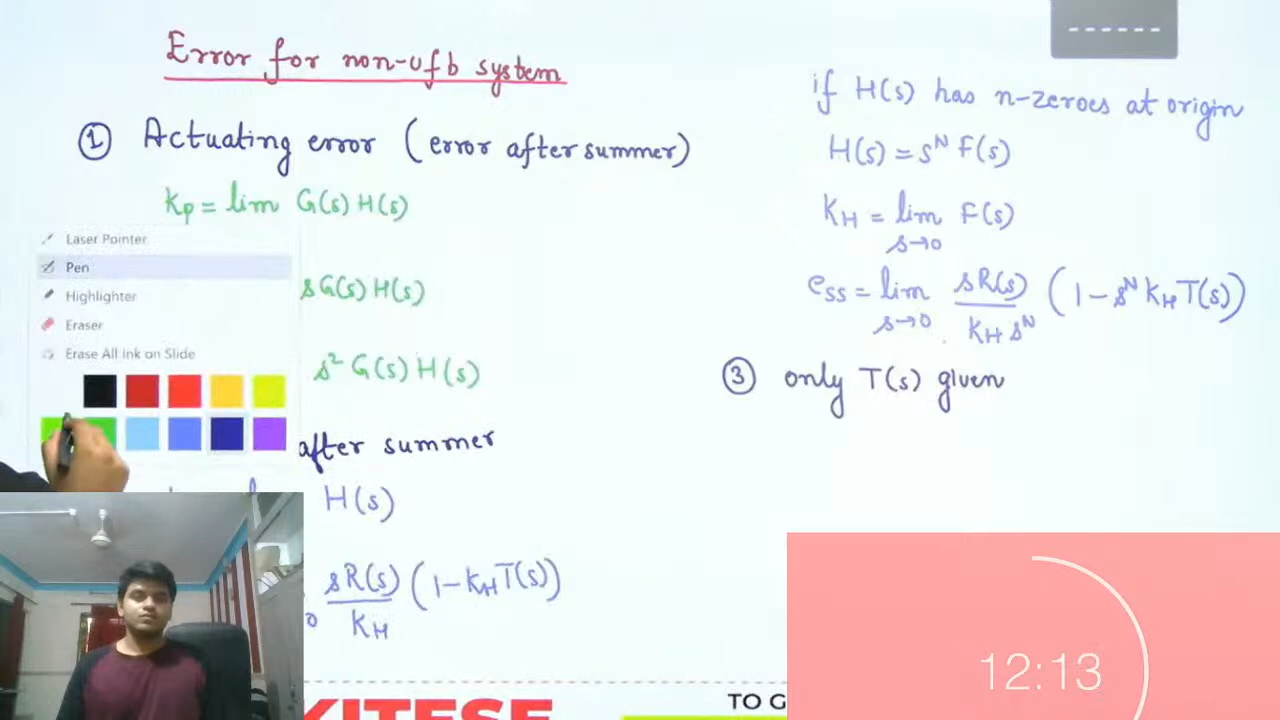 Error for non-ufb system
① Actuating error (error after summer)
Kp = lim G(s) H(s)
Laser Pointer
Pen
Highlighter
Eraser
Erase All Ink on Slide
s G(s) H(s)
s² G(s) H(s)
after summer
H(s)
sR(s) (1 - KH T(s))
0 KH
if H(s) has n-zeroes at origin
H(s) = s^N F(s)
KH = lim F(s)
s→0
ess = lim sR(s) (1 - s^N KH T(s))
s→0 KH s^N
③ only T(s) given
12:13
KITESE
TO G